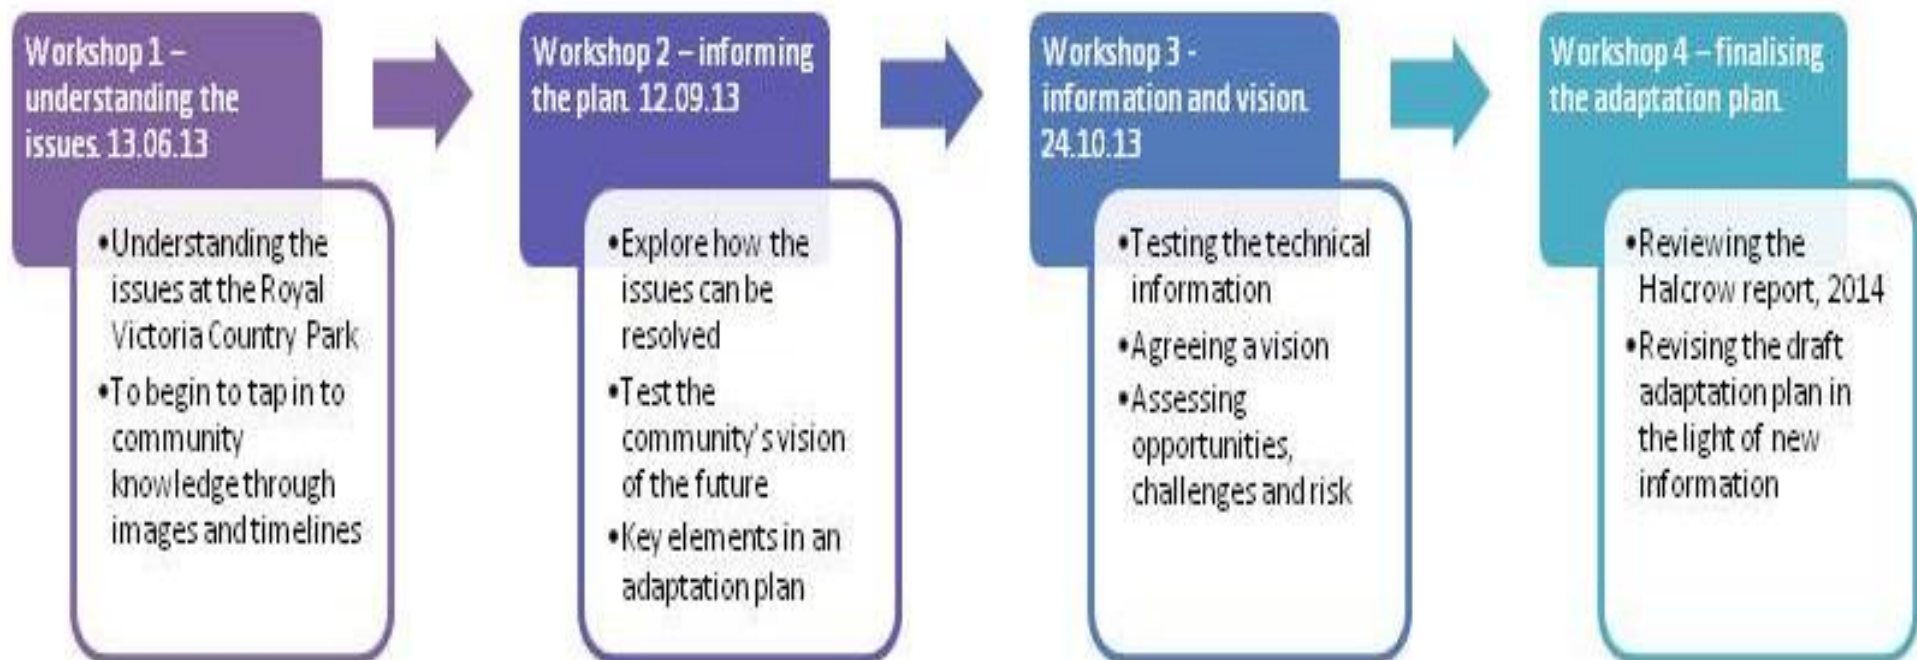 Workshop 1 –
understanding the
issues. 13.06.13
•Understanding the
issues at the Royal
Victoria Country Park
•To begin to tap in to
community
knowledge through
images and timelines
Workshop 2 – informing
the plan. 12.09.13
•Explore how the
issues can be
resolved
•Test the
community's vision
of the future
•Key elements in an
adaptation plan
Workshop 3 -
information and vision.
24.10.13
•Testing the technical
information
•Agreeing a vision
•Assessing
opportunities,
challenges and risk
Workshop 4 – finalising
the adaptation plan.
•Reviewing the
Halcrow report, 2014
•Revising the draft
adaptation plan in
the light of new
information